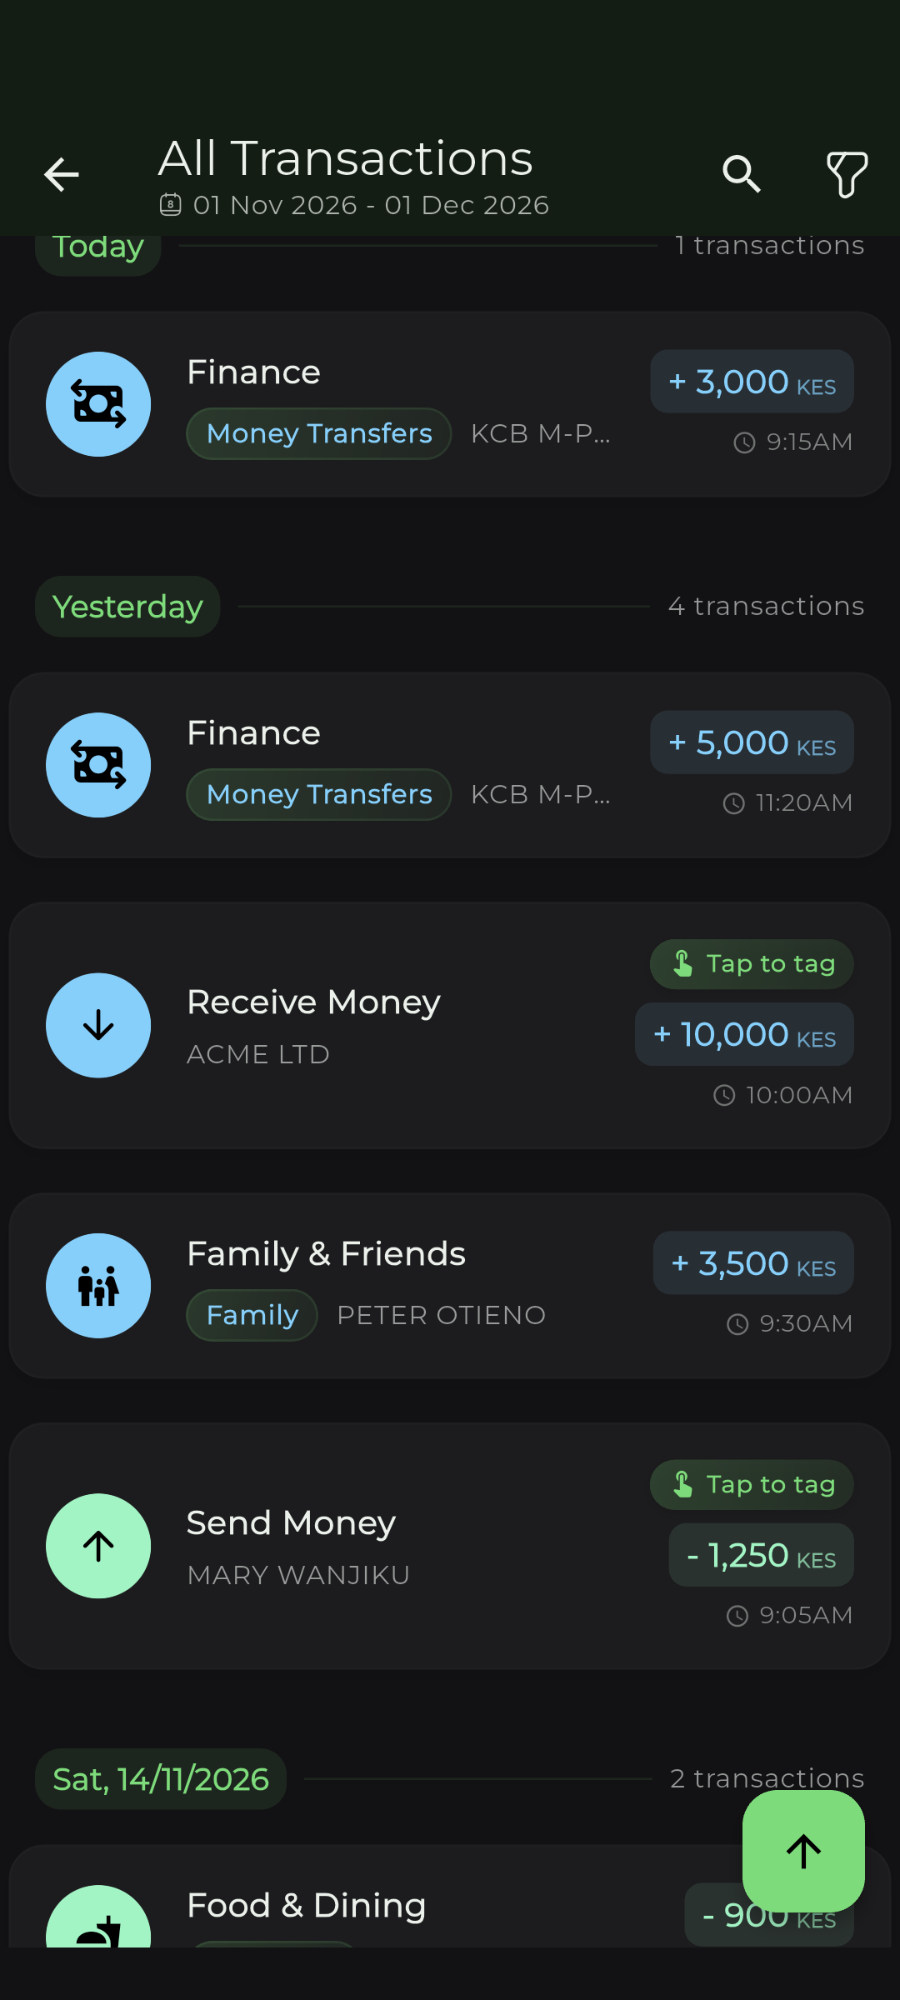 All Transactions
8 01 Nov 2026 - 01 Dec 2026
Today 1 transactions
Finance
+ 3,000 KES
Money Transfers KCB M-P...
9:15AM
Yesterday 4 transactions
Finance
+ 5,000 KES
Money Transfers KCB M-P...
11:20AM
Tap to tag
Receive Money
+ 10,000 KES
ACME LTD
10:00AM
Family & Friends
+ 3,500 KES
Family PETER OTIENO
9:30AM
Tap to tag
Send Money
- 1,250 KES
MARY WANJIKU
9:05AM
Sat, 14/11/2026 2 transactions
Food & Dining
- 900 KES